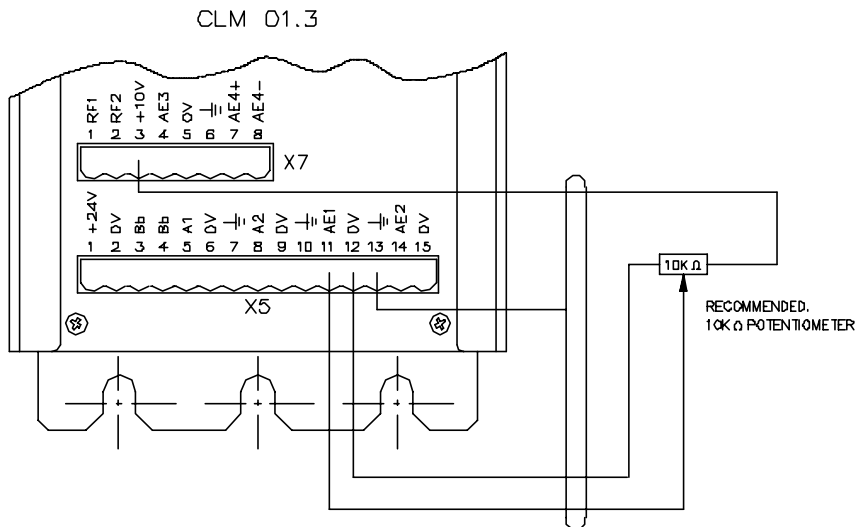 CLM 01.3
RF1 RF2 +10V AE3 0V AE4+ AE4-
1 2 3 4 5 6 7 8
X7
+24V 0V Bb Bb A1 0V A2 0V AE1 0V AE2 0V
1 2 3 4 5 6 7 8 9 10 11 12 13 14 15
X5
10K Ω
RECOMMENDED.
10K Ω POTENTIOMETER